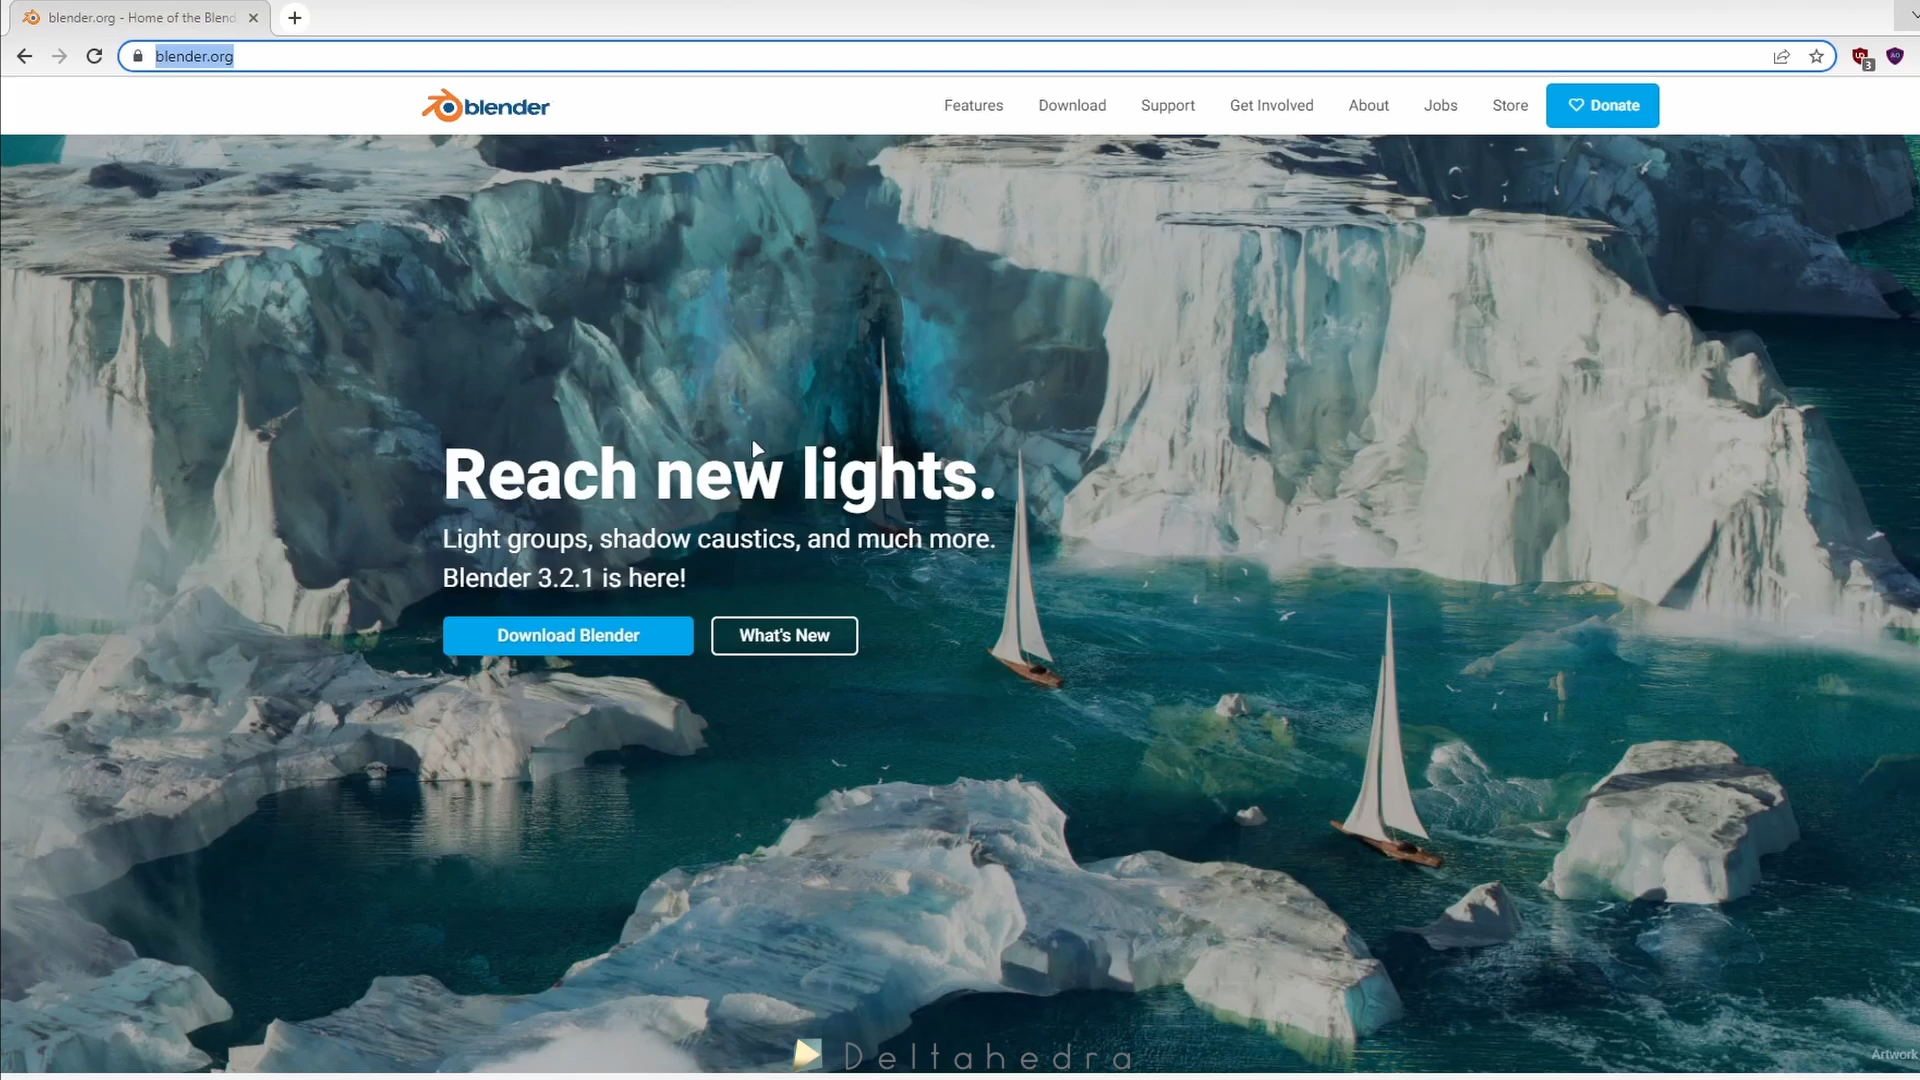 blender.org - Home of the Blend
blender.org
3
blender
Features
Download
Support
Get Involved
About
Jobs
Store
Donate
Reach new lights.
Light groups, shadow caustics, and much more.
Blender 3.2.1 is here!
Download Blender
What's New
Deltahedra
Artwork